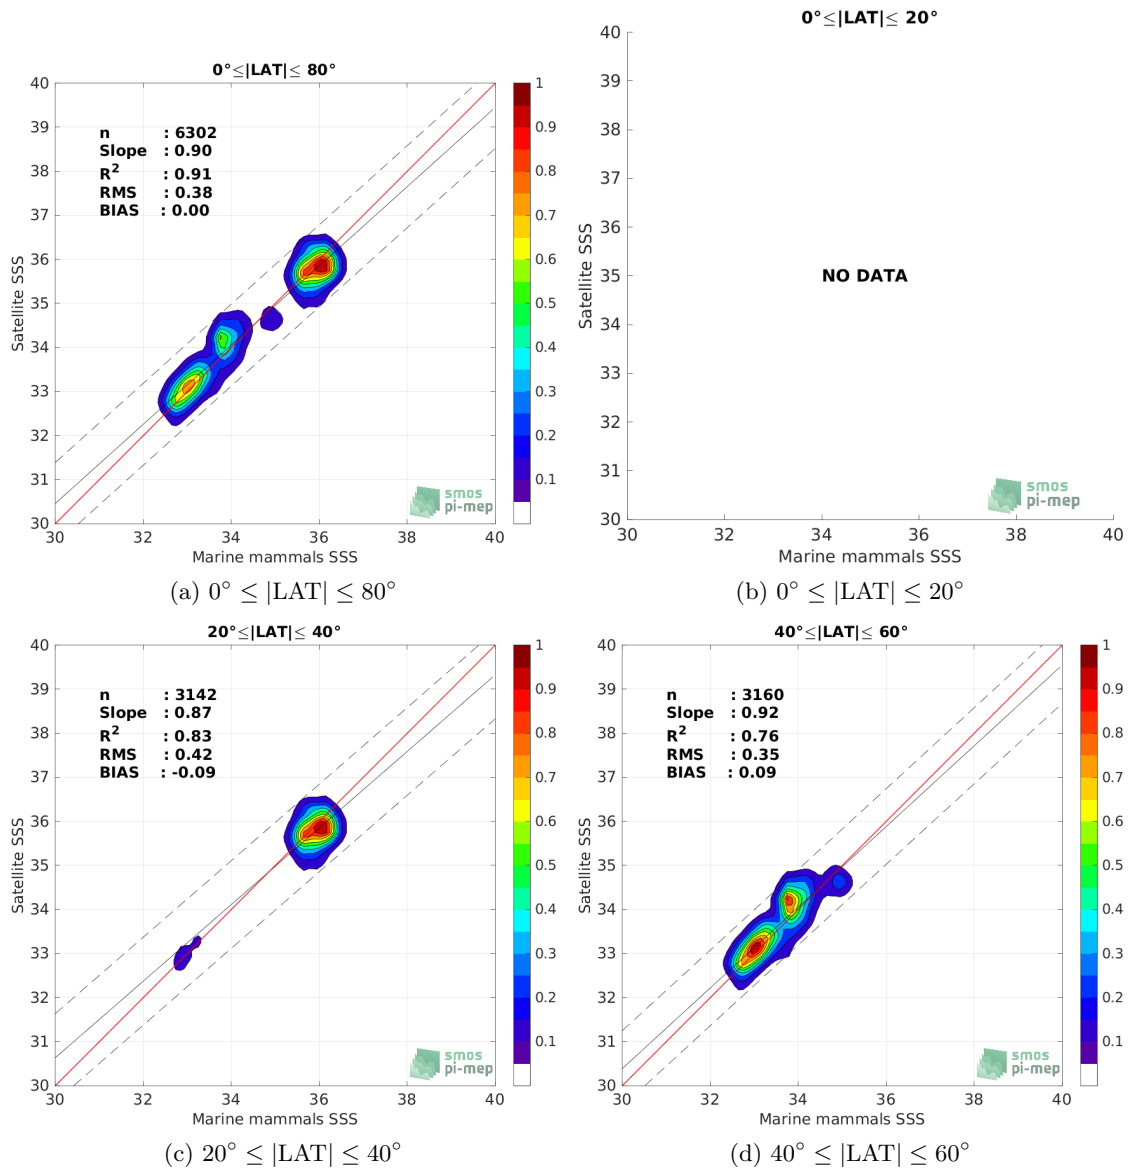 0°≤|LAT|≤ 80°
n : 6302
Slope : 0.90
R2 : 0.91
RMS : 0.38
BIAS : 0.00
40
39
38
37
36
35
34
33
32
31
30
Satellite SSS
30 32 34 36 38 40
Marine mammals SSS
1
0.9
0.8
0.7
0.6
0.5
0.4
0.3
0.2
0.1
smos
pi-mep
(a) 0° ≤ |LAT| ≤ 80°
0°≤|LAT|≤ 20°
40
39
38
37
36
35
34
33
32
31
30
Satellite SSS
NO DATA
30 32 34 36 38 40
Marine mammals SSS
smos
pi-mep
(b) 0° ≤ |LAT| ≤ 20°
20°≤|LAT|≤ 40°
n : 3142
Slope : 0.87
R2 : 0.83
RMS : 0.42
BIAS : -0.09
40
39
38
37
36
35
34
33
32
31
30
Satellite SSS
30 32 34 36 38 40
Marine mammals SSS
1
0.9
0.8
0.7
0.6
0.5
0.4
0.3
0.2
0.1
smos
pi-mep
(c) 20° ≤ |LAT| ≤ 40°
40°≤|LAT|≤ 60°
n : 3160
Slope : 0.92
R2 : 0.76
RMS : 0.35
BIAS : 0.09
40
39
38
37
36
35
34
33
32
31
30
Satellite SSS
30 32 34 36 38 40
Marine mammals SSS
1
0.9
0.8
0.7
0.6
0.5
0.4
0.3
0.2
0.1
smos
pi-mep
(d) 40° ≤ |LAT| ≤ 60°